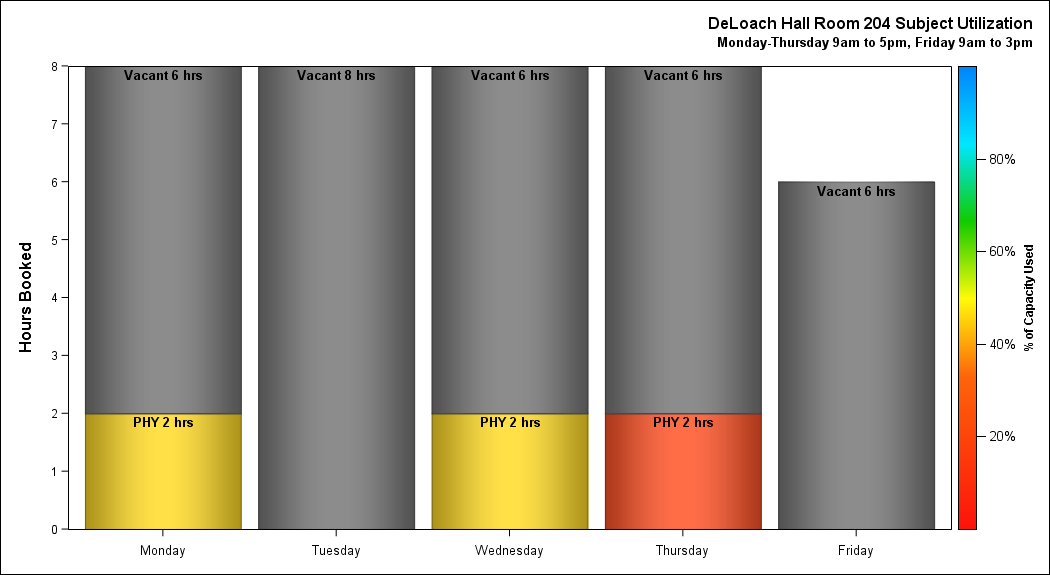 DeLoach Hall Room 204 Subject Utilization
Monday-Thursday 9am to 5pm, Friday 9am to 3pm
Hours Booked
8
7
6
5
4
3
2
1
0
Vacant 6 hrs
Vacant 8 hrs
Vacant 6 hrs
Vacant 6 hrs
Vacant 6 hrs
PHY 2 hrs
PHY 2 hrs
PHY 2 hrs
Monday
Tuesday
Wednesday
Thursday
Friday
80%
60%
40%
20%
% of Capacity Used